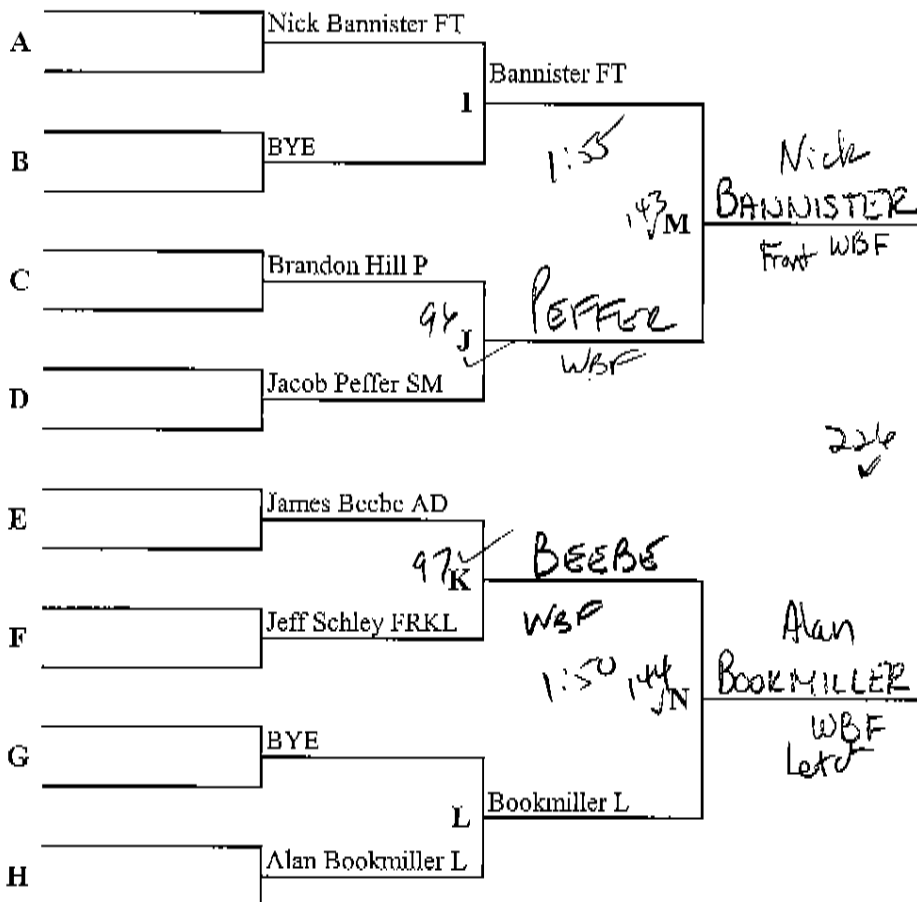 A
Nick Bannister FT
I
Bannister FT
B
BYE
1:55
143 M
Nick
BANNISTER
Front WBF
C
Brandon Hill P
94 J
PEFFER
WBF
D
Jacob Peffer SM
226
E
James Beebe AD
97 K
BEEBE
WBF
F
Jeff Schley FRKL
1:50 144 N
Alan
BOOKMILLER
WBF
Letch
G
BYE
L
Bookmiller L
H
Alan Bookmiller L